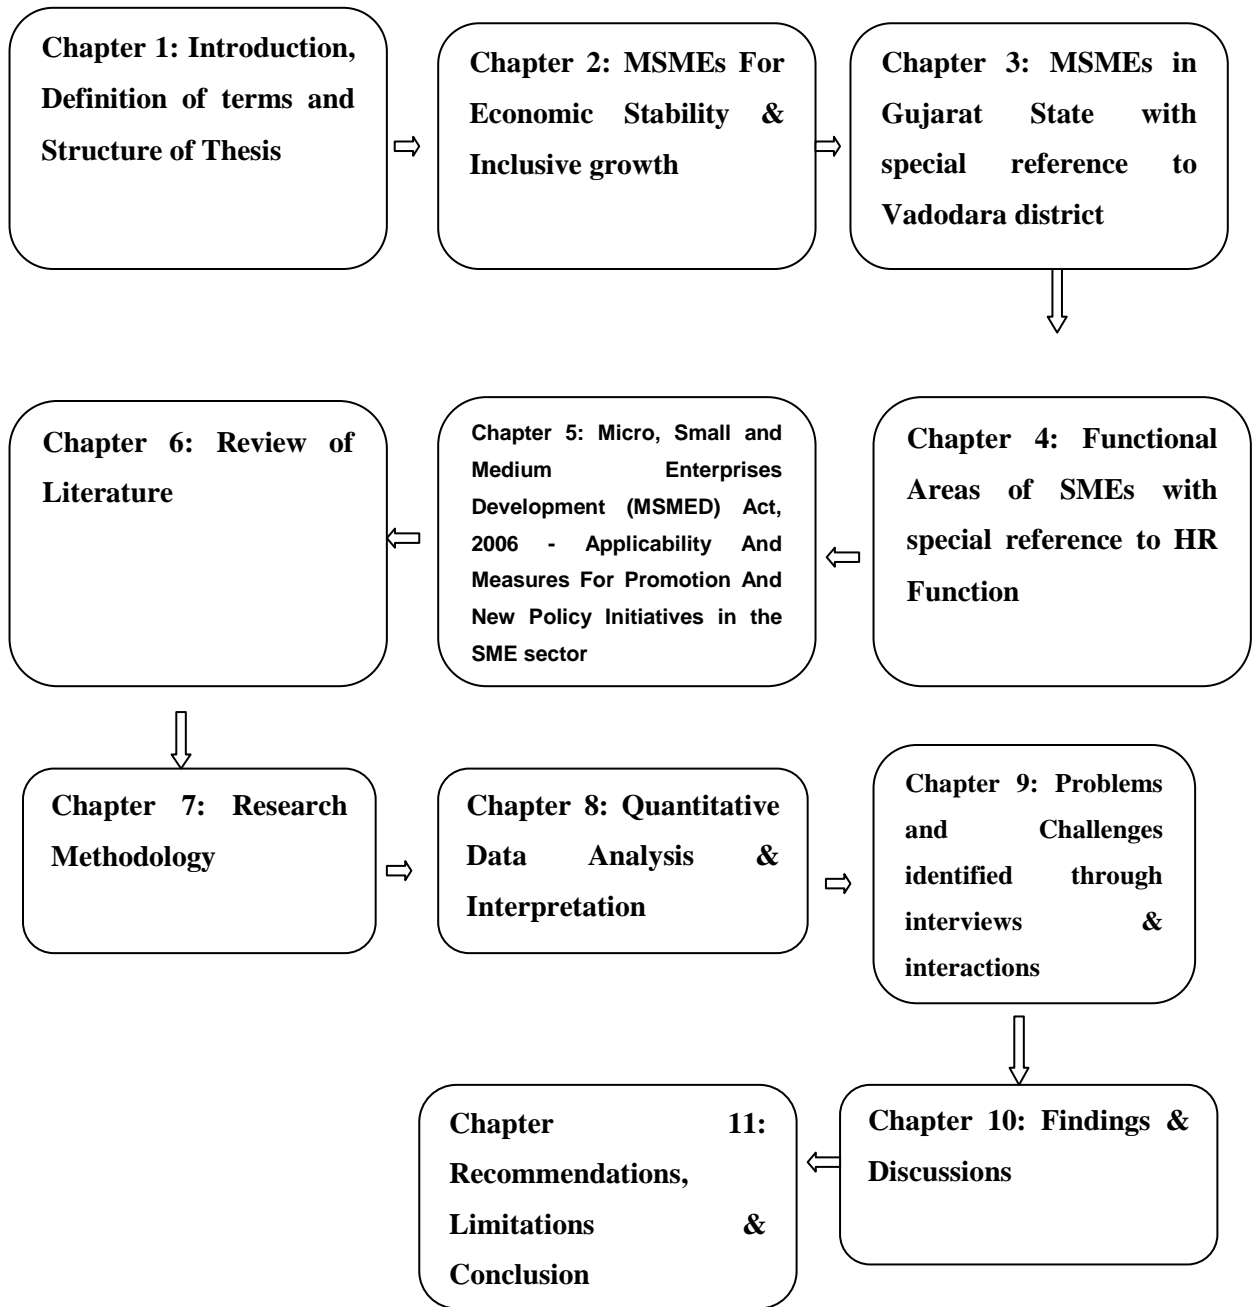 Chapter 1: Introduction,
Definition of terms and
Structure of Thesis
Chapter 2: MSMEs For
Economic Stability &
Inclusive growth
Chapter 3: MSMEs in
Gujarat State with
special reference to
Vadodara district
Chapter 4: Functional
Areas of SMEs with
special reference to HR
Function
Chapter 5: Micro, Small and
Medium Enterprises
Development (MSMED) Act,
2006 - Applicability And
Measures For Promotion And
New Policy Initiatives in the
SME sector
Chapter 6: Review of
Literature
Chapter 7: Research
Methodology
Chapter 8: Quantitative
Data Analysis &
Interpretation
Chapter 9: Problems
and Challenges
identified through
interviews &
interactions
Chapter 10: Findings &
Discussions
Chapter 11:
Recommendations,
Limitations &
Conclusion